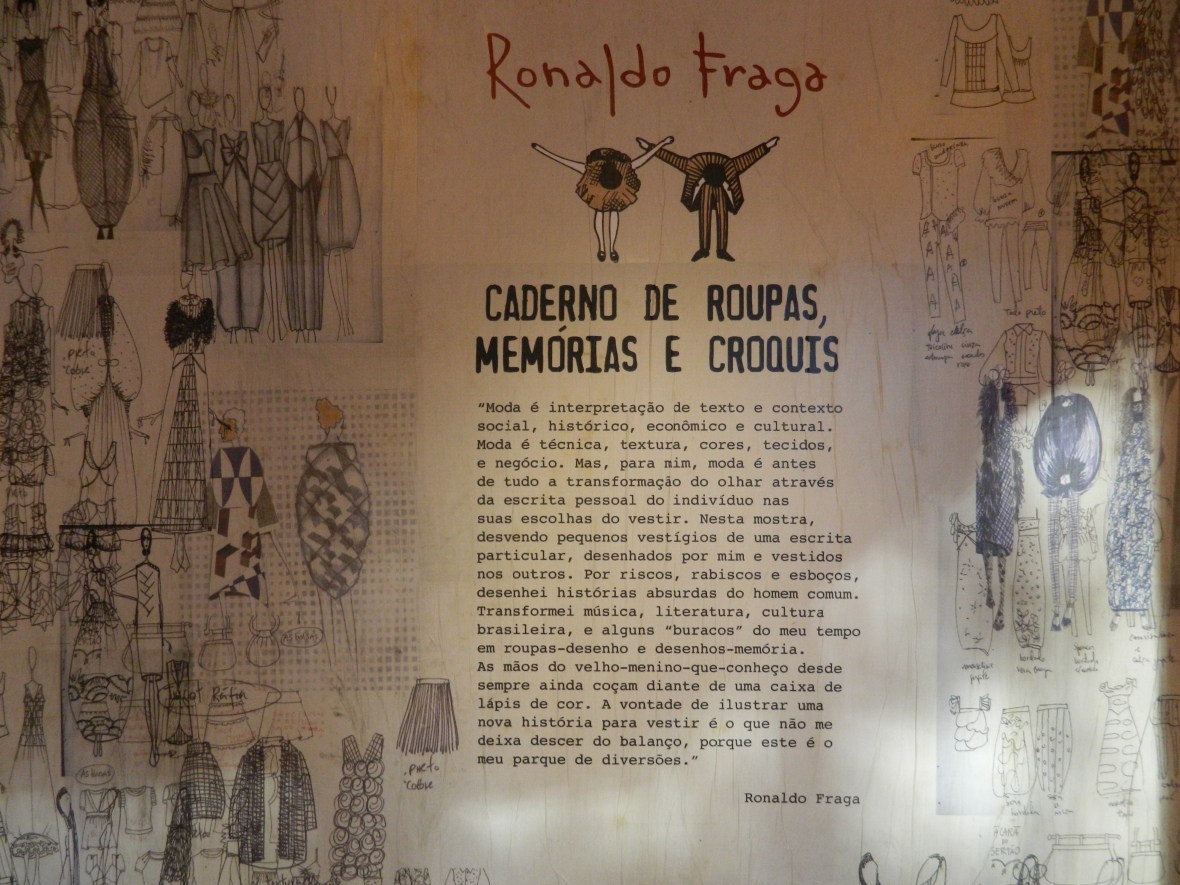 Ronaldo Fraga
CADERNO DE ROUPAS,
MEMÓRIAS E CROQUIS
“Moda é interpretação de texto e contexto
social, histórico, econômico e cultural.
Moda é técnica, textura, cores, tecidos,
e negócio. Mas, para mim, moda é antes
de tudo a transformação do olhar através
da escrita pessoal do indivíduo nas
suas escolhas do vestir. Nesta mostra,
desvendo pequenos vestígios de uma escrita
particular, desenhados por mim e vestidos
nos outros. Por riscos, rabiscos e esboços,
desenhei histórias absurdas do homem comum.
Transformei música, literatura, cultura
brasileira, e alguns “buracos” do meu tempo
em roupas-desenho e desenhos-memória.
As mãos do velho-menino-que-conheço desde
sempre ainda coçam diante de uma caixa de
lápis de cor. A vontade de ilustrar uma
nova história para vestir é o que não me
deixa descer do balanço, porque este é o
meu parque de diversões.”
Ronaldo Fraga
preto
cobre
preto
cobre
Todo preto